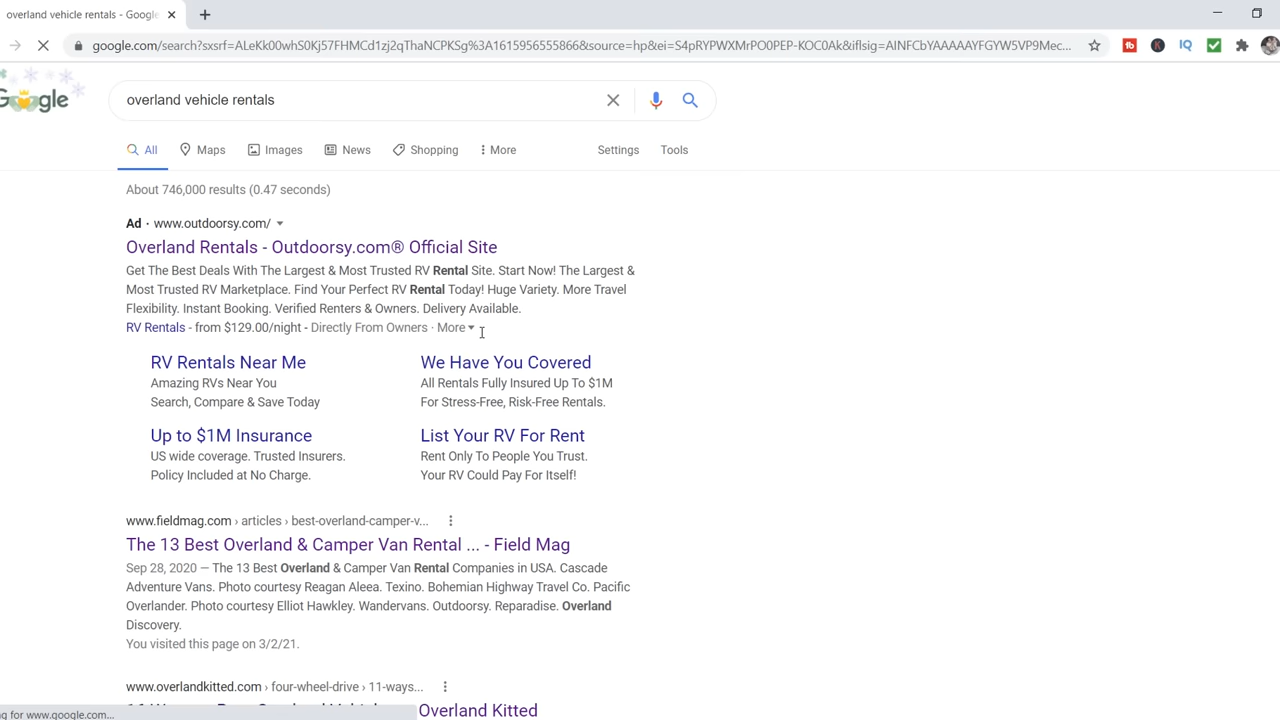 overland vehicle rentals - Google
google.com/search?sxsrf=ALeKk00whS0Kj57FHMCd1zj2qThaNCPKSg%3A1615956555866&source=hp&ei=S4pRYPWXMrPO0PEP-KOC0Ak&iflsig=AINFCbYAAAAAYFGYW5VP9Mec...
Google
overland vehicle rentals
All Maps Images News Shopping More Settings Tools
About 746,000 results (0.47 seconds)
Ad · www.outdoorsy.com/
Overland Rentals - Outdoorsy.com® Official Site
Get The Best Deals With The Largest & Most Trusted RV Rental Site. Start Now! The Largest &
Most Trusted RV Marketplace. Find Your Perfect RV Rental Today! Huge Variety. More Travel
Flexibility. Instant Booking. Verified Renters & Owners. Delivery Available.
RV Rentals - from $129.00/night - Directly From Owners · More
RV Rentals Near Me
Amazing RVs Near You
Search, Compare & Save Today
We Have You Covered
All Rentals Fully Insured Up To $1M
For Stress-Free, Risk-Free Rentals.
Up to $1M Insurance
US wide coverage. Trusted Insurers.
Policy Included at No Charge.
List Your RV For Rent
Rent Only To People You Trust.
Your RV Could Pay For Itself!
www.fieldmag.com › articles › best-overland-camper-v...
The 13 Best Overland & Camper Van Rental ... - Field Mag
Sep 28, 2020 — The 13 Best Overland & Camper Van Rental Companies in USA. Cascade
Adventure Vans. Photo courtesy Reagan Aleea. Texino. Bohemian Highway Travel Co. Pacific
Overlander. Photo courtesy Elliot Hawkley. Wandervans. Outdoorsy. Reparadise. Overland
Discovery.
You visited this page on 3/2/21.
www.overlandkitted.com › four-wheel-drive › 11-ways...
Overland Kitted
for www.google.com...